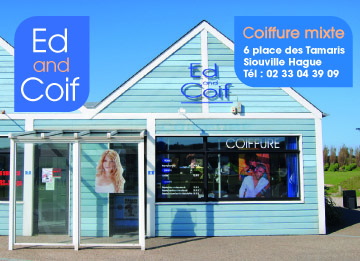 Ed
and
Coif
Coiffure mixte
6 place des Tamaris
Siouville Hague
Tél : 02 33 04 39 09
Ed
and
Coif
COIFFURE